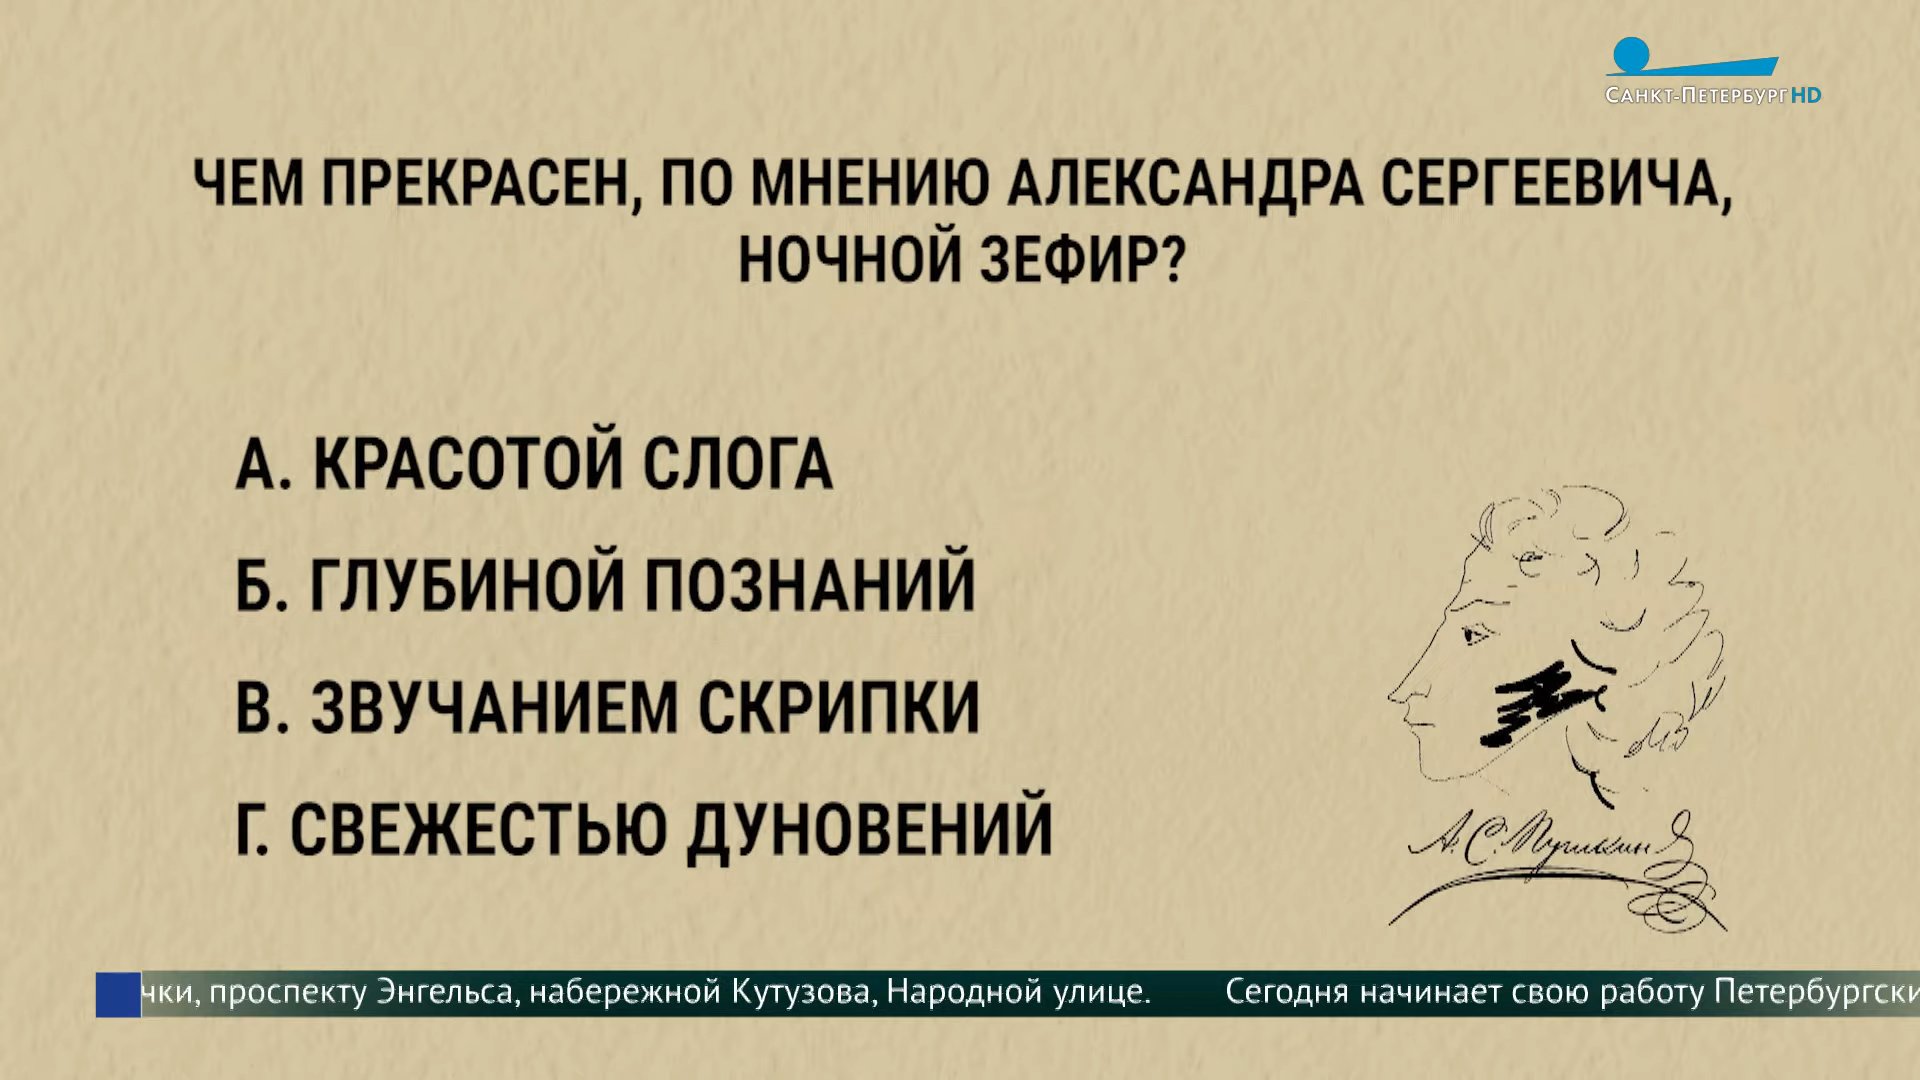 САНКТ-ПЕТЕРБУРГ HD
ЧЕМ ПРЕКРАСЕН, ПО МНЕНИЮ АЛЕКСАНДРА СЕРГЕЕВИЧА,
НОЧНОЙ ЗЕФИР?
А. КРАСОТОЙ СЛОГА
Б. ГЛУБИНОЙ ПОЗНАНИЙ
В. ЗВУЧАНИЕМ СКРИПКИ
Г. СВЕЖЕСТЬЮ ДУНОВЕНИЙ
А. С. Пушкин
чки, проспекту Энгельса, набережной Кутузова, Народной улице. Сегодня начинает свою работу Петербургски